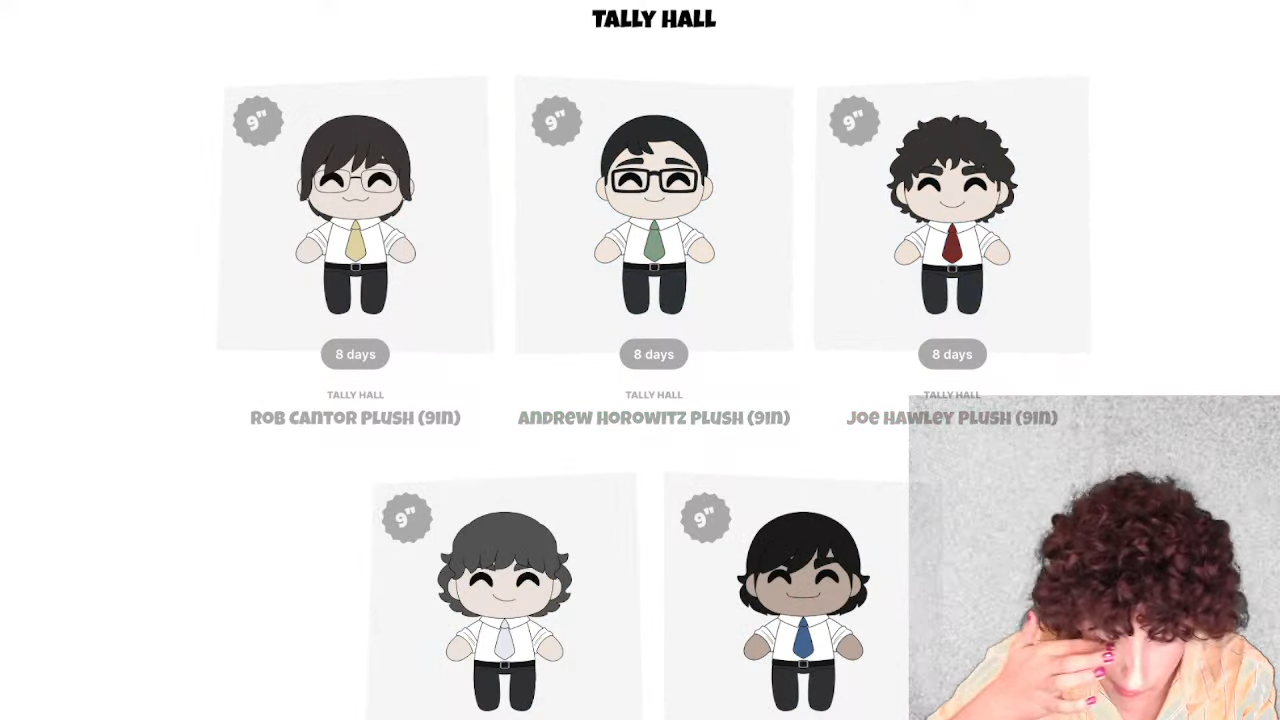 TALLY HALL
9"
9"
9"
8 days
8 days
8 days
TALLY HALL
TALLY HALL
TALLY HALL
ROB CANTOR PLUSH (9IN)
ANDREW HOROWITZ PLUSH (9IN)
JOE HAWLEY PLUSH (9IN)
9"
9"